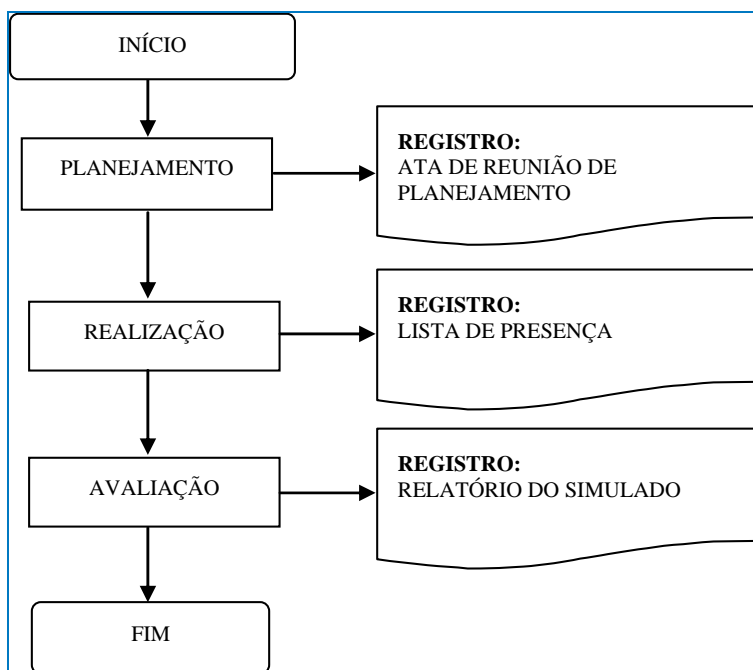 INÍCIO
PLANEJAMENTO
REGISTRO:
ATA DE REUNIÃO DE
PLANEJAMENTO
REALIZAÇÃO
REGISTRO:
LISTA DE PRESENÇA
AVALIAÇÃO
REGISTRO:
RELATÓRIO DO SIMULADO
FIM